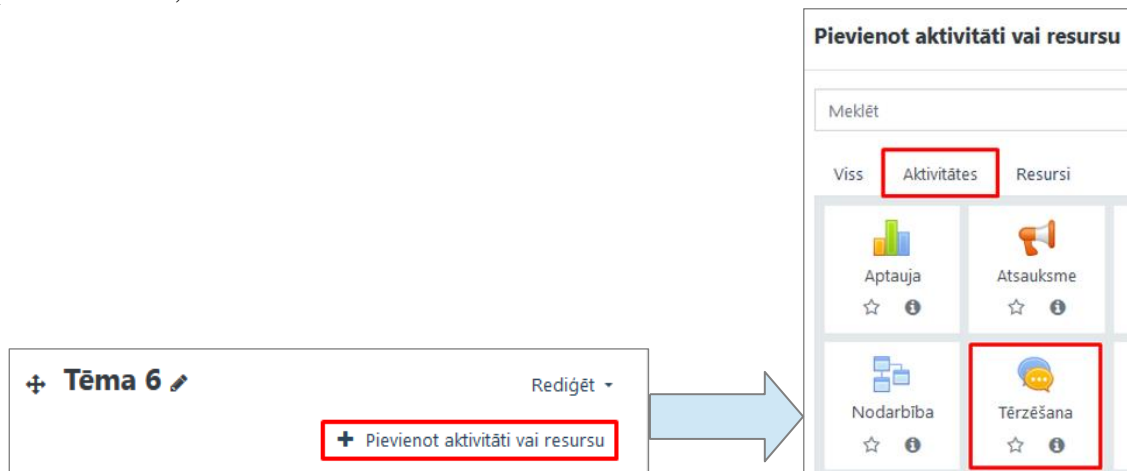 Tēma 6
Rediģēt
Pievienot aktivitāti vai resursu
Pievienot aktivitāti vai resursu
Meklēt
Viss Aktivitātes Resursi
Aptauja Atsauksme
Nodarbība Tērzēšana